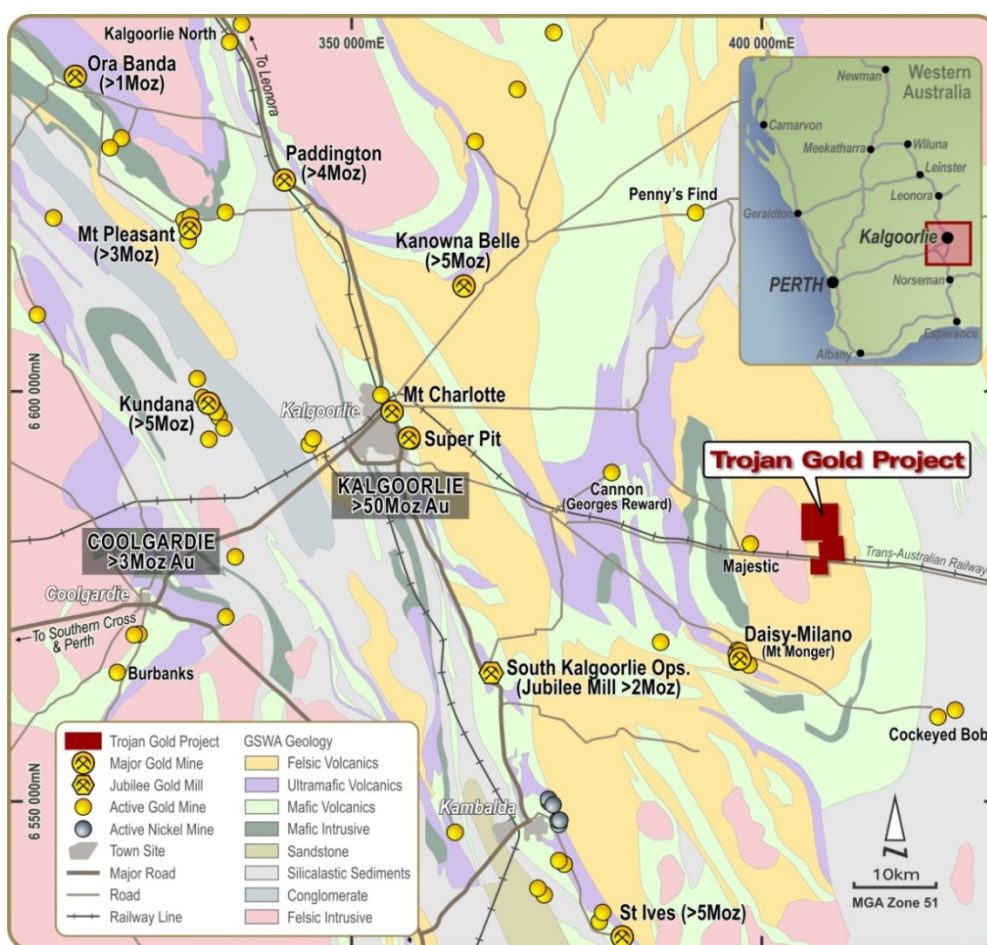 Kalgoorlie North
To Leonora
350 000mE
400 000mE
Ora Banda
(>1Moz)
Paddington
(>4Moz)
Mt Pleasant
(>3Moz)
Kanowna Belle
(>5Moz)
Penny's Find
Western
Australia
Newman
Carnarvon
Meekatharra
Wiluna
Leinster
Leonora
Geraldton
Kalgoorlie
PERTH
Norseman
Esperance
Albany
6 600 000mN
Kundana
(>5Moz)
Kalgoorlie
Mt Charlotte
Super Pit
KALGOORLIE
>50Moz Au
COOLGARDIE
>3Moz Au
Coolgardie
To Southern Cross
& Perth
Burbanks
Cannon
(Georges Reward)
Trojan Gold Project
Majestic
Trans-Australian Railway
Daisy-Milano
(Mt Monger)
South Kalgoorlie Ops.
(Jubilee Mill >2Moz)
Cockeyed Bob
Kambalda
St Ives (>5Moz)
6 550 000mN
Trojan Gold Project
Major Gold Mine
Jubilee Gold Mill
Active Gold Mine
Active Nickel Mine
Town Site
Major Road
Road
Railway Line
GSWA Geology
Felsic Volcanics
Ultramafic Volcanics
Mafic Volcanics
Mafic Intrusive
Sandstone
Silicalastic Sediments
Conglomerate
Felsic Intrusive
N
10km
MGA Zone 51